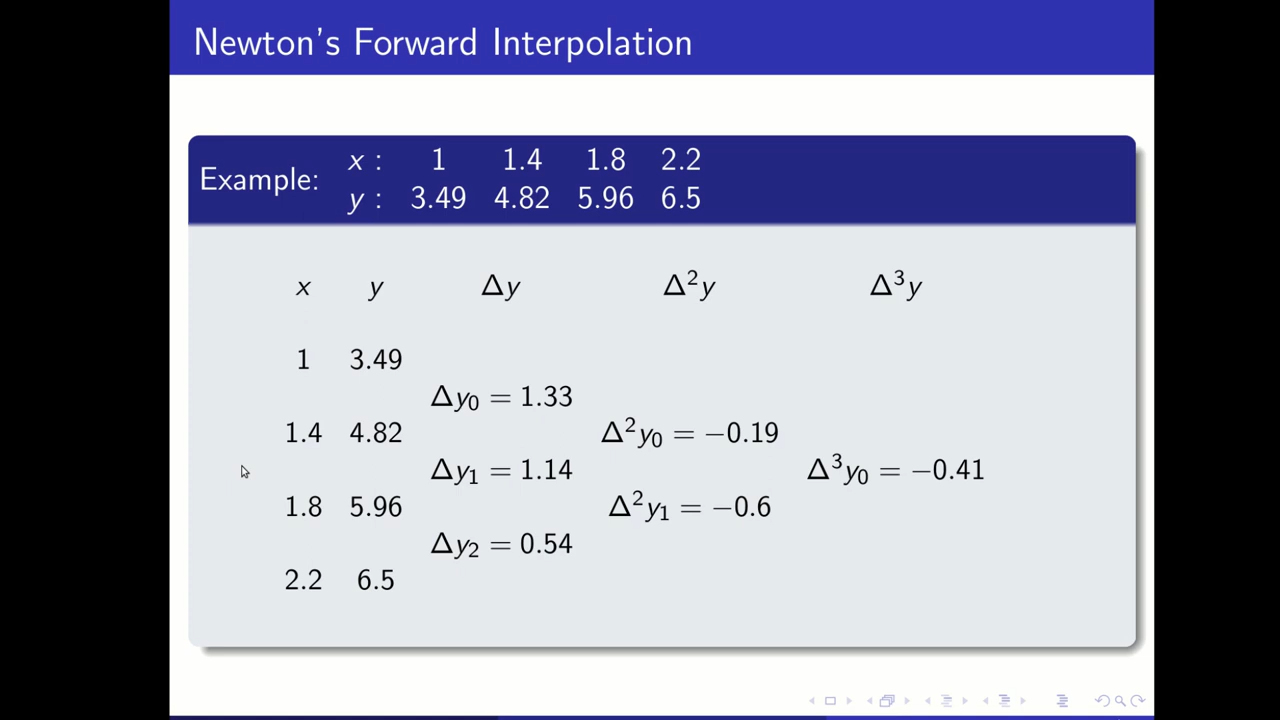 Newton's Forward Interpolation
Example:
x : 1 1.4 1.8 2.2
y : 3.49 4.82 5.96 6.5
x y Δy Δ²y Δ³y
1 3.49
Δy₀ = 1.33
1.4 4.82 Δ²y₀ = −0.19
Δy₁ = 1.14 Δ³y₀ = −0.41
1.8 5.96 Δ²y₁ = −0.6
Δy₂ = 0.54
2.2 6.5